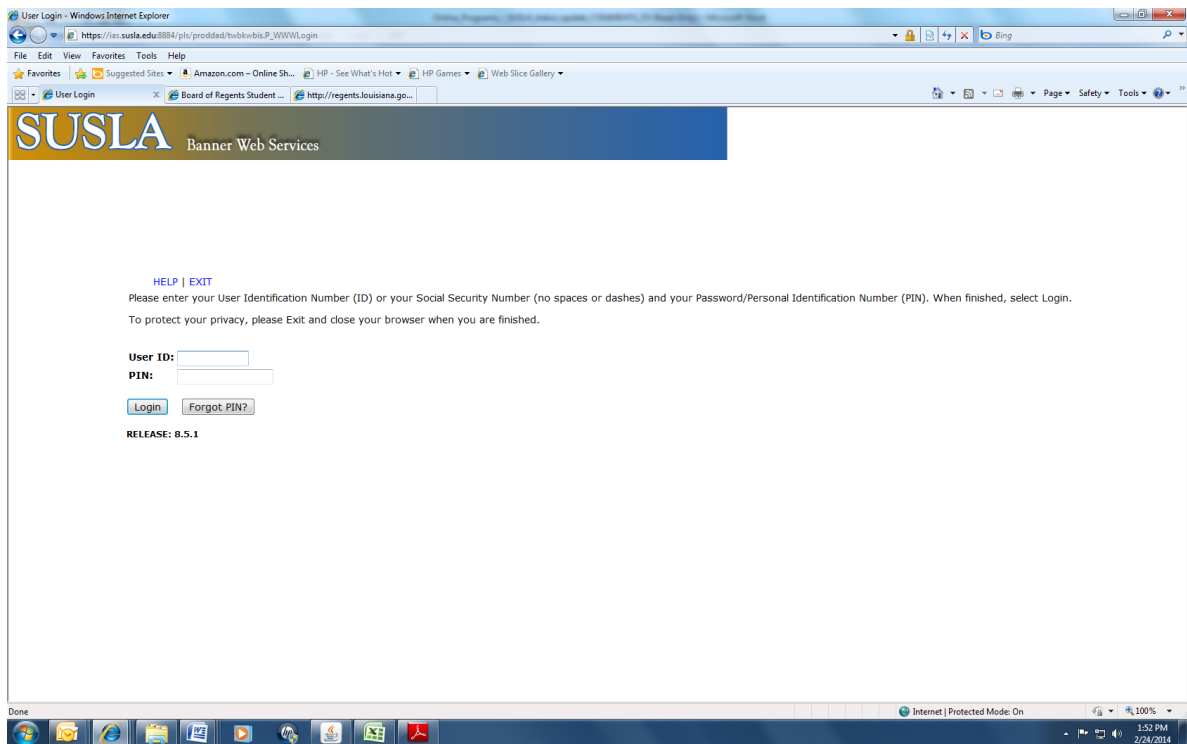 User Login - Windows Internet Explorer
https://ias.susla.edu:8884/pls/proddad/twbkwbis.P_WWWLogin
Bing
File Edit View Favorites Tools Help
Favorites Suggested Sites Amazon.com – Online Sh... HP - See What's Hot HP Games Web Slice Gallery
User Login Board of Regents Student ... http://regents.louisiana.go... Page Safety Tools
SUSLA Banner Web Services
HELP | EXIT
Please enter your User Identification Number (ID) or your Social Security Number (no spaces or dashes) and your Password/Personal Identification Number (PIN). When finished, select Login.
To protect your privacy, please Exit and close your browser when you are finished.
User ID:
PIN:
Login Forgot PIN?
RELEASE: 8.5.1
Done Internet | Protected Mode: On 100%
1:52 PM
2/24/2014